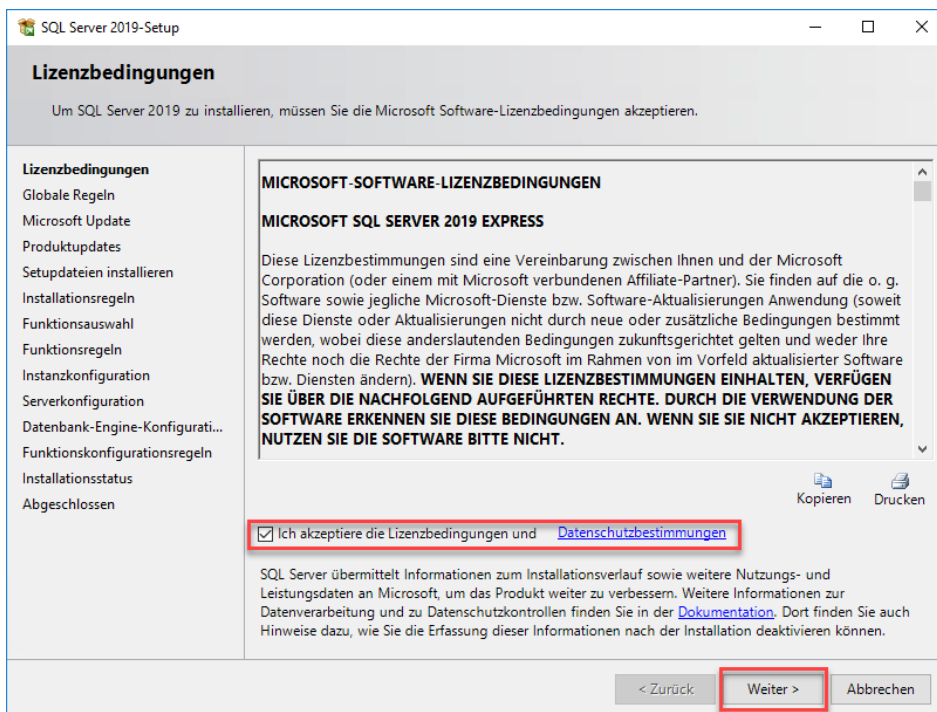 SQL Server 2019-Setup
Lizenzbedingungen
Um SQL Server 2019 zu installieren, müssen Sie die Microsoft Software-Lizenzbedingungen akzeptieren.
Lizenzbedingungen
Globale Regeln
Microsoft Update
Produktupdates
Setupdateien installieren
Installationsregeln
Funktionsauswahl
Funktionsregeln
Instanzkonfiguration
Serverkonfiguration
Datenbank-Engine-Konfigurati...
Funktionskonfigurationsregeln
Installationsstatus
Abgeschlossen
MICROSOFT-SOFTWARE-LIZENZBEDINGUNGEN
MICROSOFT SQL SERVER 2019 EXPRESS
Diese Lizenzbestimmungen sind eine Vereinbarung zwischen Ihnen und der Microsoft
Corporation (oder einem mit Microsoft verbundenen Affiliate-Partner). Sie finden auf die o. g.
Software sowie jegliche Microsoft-Dienste bzw. Software-Aktualisierungen Anwendung (soweit
diese Dienste oder Aktualisierungen nicht durch neue oder zusätzliche Bedingungen bestimmt
werden, wobei diese anderslautenden Bedingungen zukunftsgerichtet gelten und weder Ihre
Rechte noch die Rechte der Firma Microsoft im Rahmen von im Vorfeld aktualisierter Software
bzw. Diensten ändern). WENN SIE DIESE LIZENZBESTIMMUNGEN EINHALTEN, VERFÜGEN
SIE ÜBER DIE NACHFOLGEND AUFGEFÜHRTEN RECHTE. DURCH DIE VERWENDUNG DER
SOFTWARE ERKENNEN SIE DIESE BEDINGUNGEN AN. WENN SIE SIE NICHT AKZEPTIEREN,
NUTZEN SIE DIE SOFTWARE BITTE NICHT.
Kopieren Drucken
Ich akzeptiere die Lizenzbedingungen und Datenschutzbestimmungen
SQL Server übermittelt Informationen zum Installationsverlauf sowie weitere Nutzungs- und
Leistungsdaten an Microsoft, um das Produkt weiter zu verbessern. Weitere Informationen zur
Datenverarbeitung und zu Datenschutzkontrollen finden Sie in der Dokumentation. Dort finden Sie auch
Hinweise dazu, wie Sie die Erfassung dieser Informationen nach der Installation deaktivieren können.
< Zurück Weiter > Abbrechen